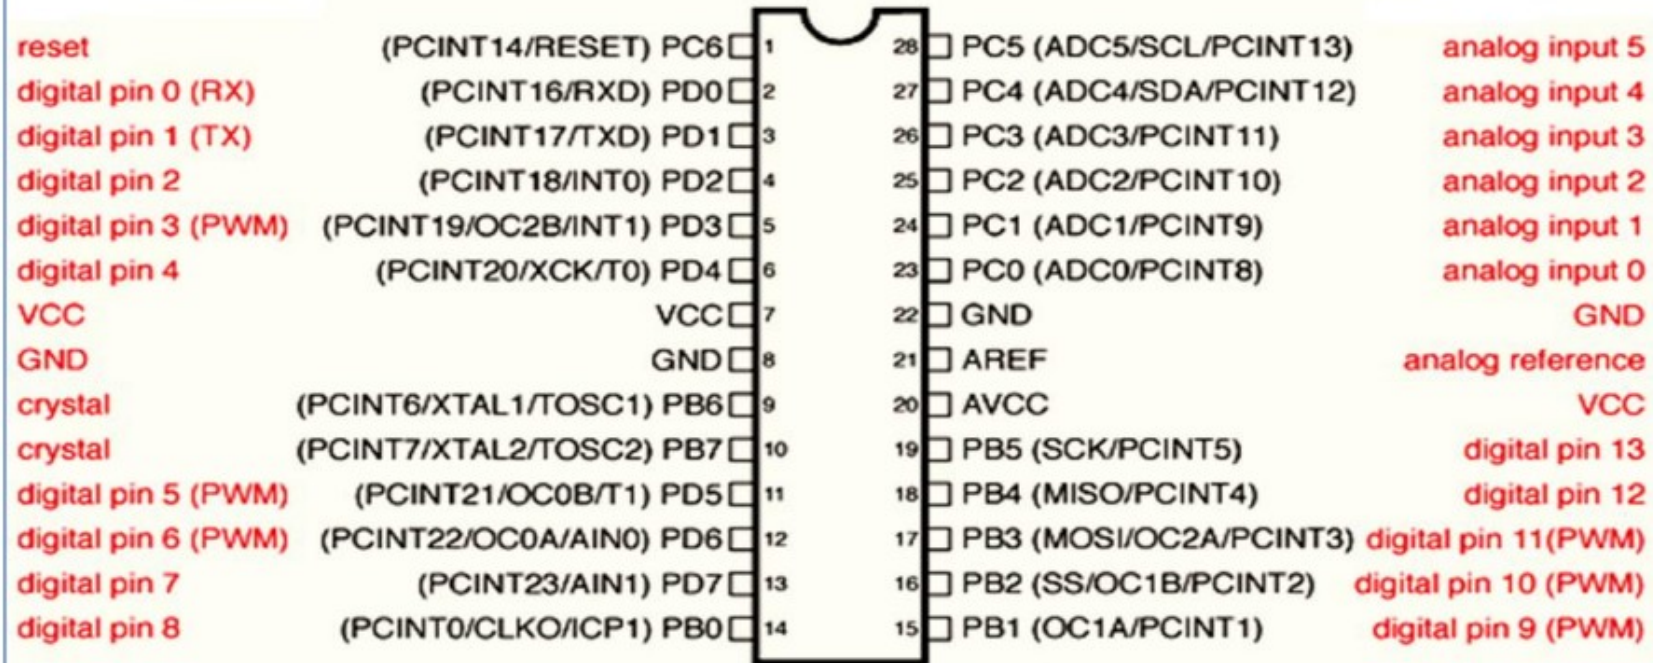 reset (PCINT14/RESET) PC6 1 28 PC5 (ADC5/SCL/PCINT13) analog input 5
digital pin 0 (RX) (PCINT16/RXD) PD0 2 27 PC4 (ADC4/SDA/PCINT12) analog input 4
digital pin 1 (TX) (PCINT17/TXD) PD1 3 26 PC3 (ADC3/PCINT11) analog input 3
digital pin 2 (PCINT18/INT0) PD2 4 25 PC2 (ADC2/PCINT10) analog input 2
digital pin 3 (PWM) (PCINT19/OC2B/INT1) PD3 5 24 PC1 (ADC1/PCINT9) analog input 1
digital pin 4 (PCINT20/XCK/T0) PD4 6 23 PC0 (ADC0/PCINT8) analog input 0
VCC VCC 7 22 GND GND
GND GND 8 21 AREF analog reference
crystal (PCINT6/XTAL1/TOSC1) PB6 9 20 AVCC VCC
crystal (PCINT7/XTAL2/TOSC2) PB7 10 19 PB5 (SCK/PCINT5) digital pin 13
digital pin 5 (PWM) (PCINT21/OC0B/T1) PD5 11 18 PB4 (MISO/PCINT4) digital pin 12
digital pin 6 (PWM) (PCINT22/OC0A/AIN0) PD6 12 17 PB3 (MOSI/OC2A/PCINT3) digital pin 11(PWM)
digital pin 7 (PCINT23/AIN1) PD7 13 16 PB2 (SS/OC1B/PCINT2) digital pin 10 (PWM)
digital pin 8 (PCINT0/CLKO/ICP1) PB0 14 15 PB1 (OC1A/PCINT1) digital pin 9 (PWM)